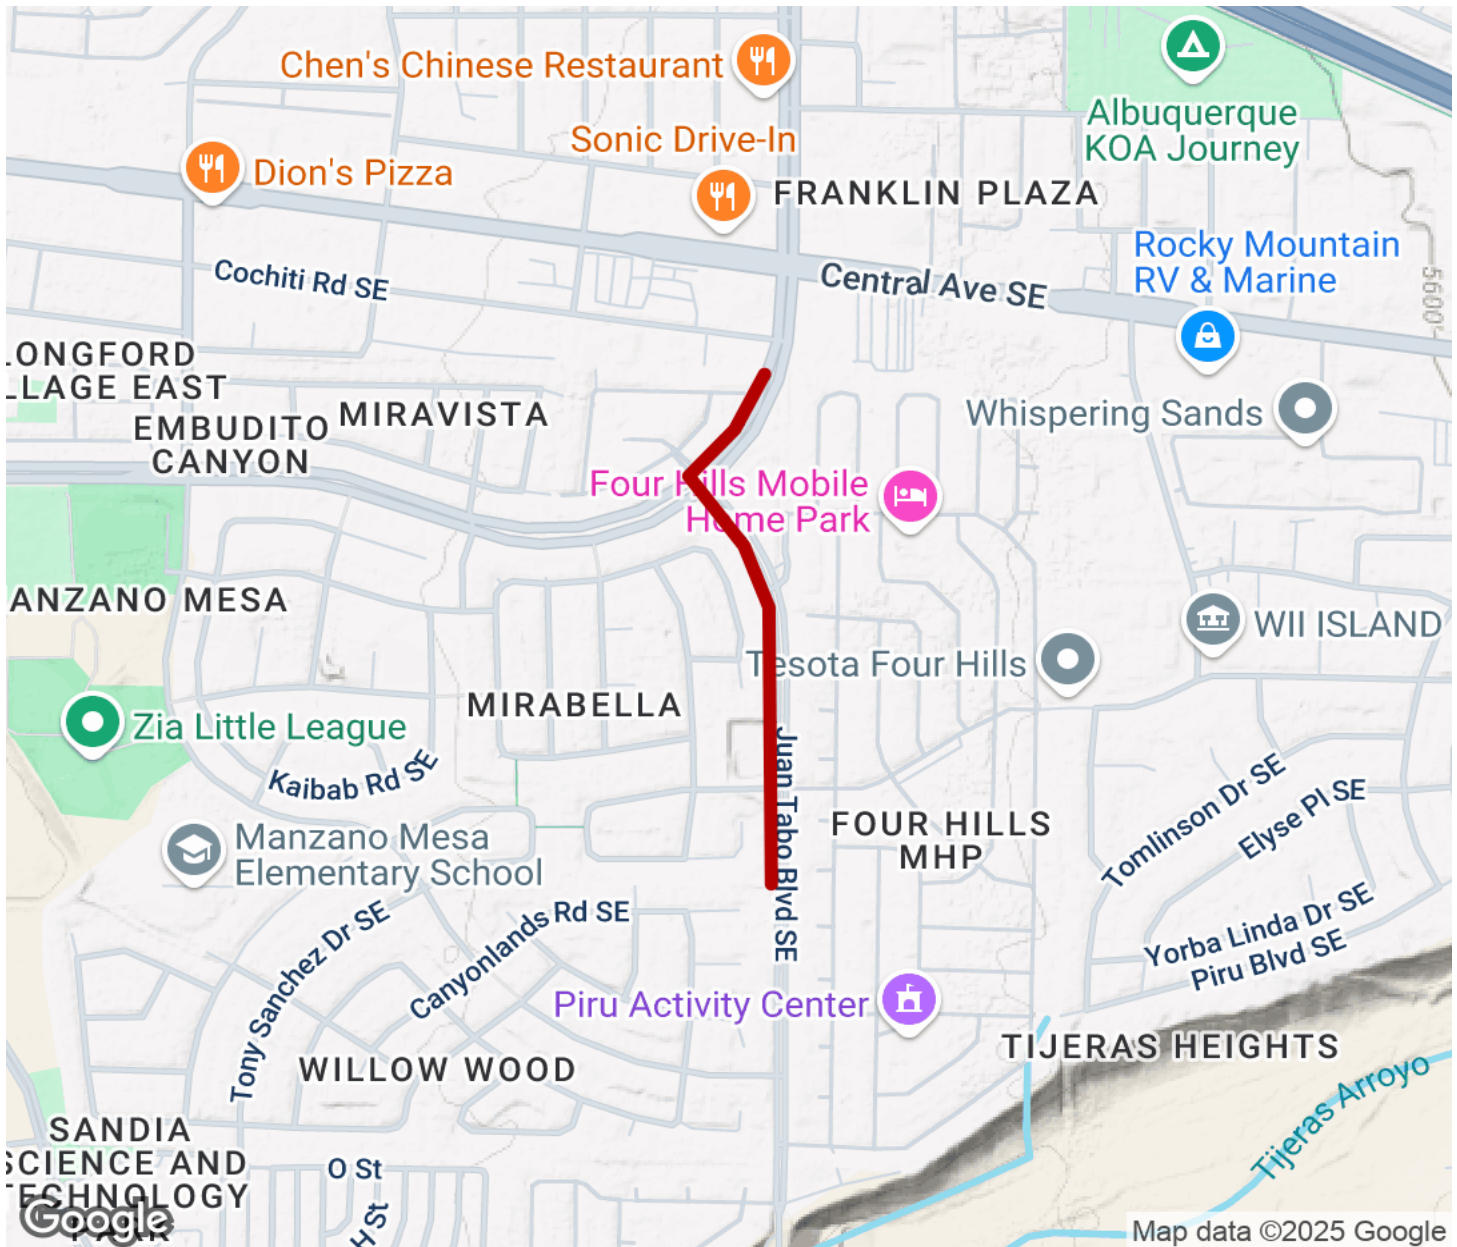 Chen's Chinese Restaurant
Albuquerque
KOA Journey
Sonic Drive-In
Dion's Pizza
FRANKLIN PLAZA
Rocky Mountain
RV & Marine
Cochiti Rd SE
Central Ave SE
5600'
LONGFORD
LLAGE EAST
MIRAVISTA
Whispering Sands
EMBUDITO
CANYON
Four Hills Mobile
Home Park
ANZANO MESA
WII ISLAND
Tesota Four Hills
MIRABELLA
Zia Little League
Kaibab Rd SE
Juan Tabo Blvd SE
Tomlinson Dr SE
Elyse Pl SE
FOUR HILLS
MHP
Manzano Mesa
Elementary School
Canyonlands Rd SE
Tony Sanchez Dr SE
Yorba Linda Dr SE
Piru Blvd SE
Piru Activity Center
TIJERAS HEIGHTS
WILLOW WOOD
Tijeras Arroyo
SANDIA
SCIENCE AND
TECHNOLOGY
PARK
O St
H St
Google
Map data ©2025 Google